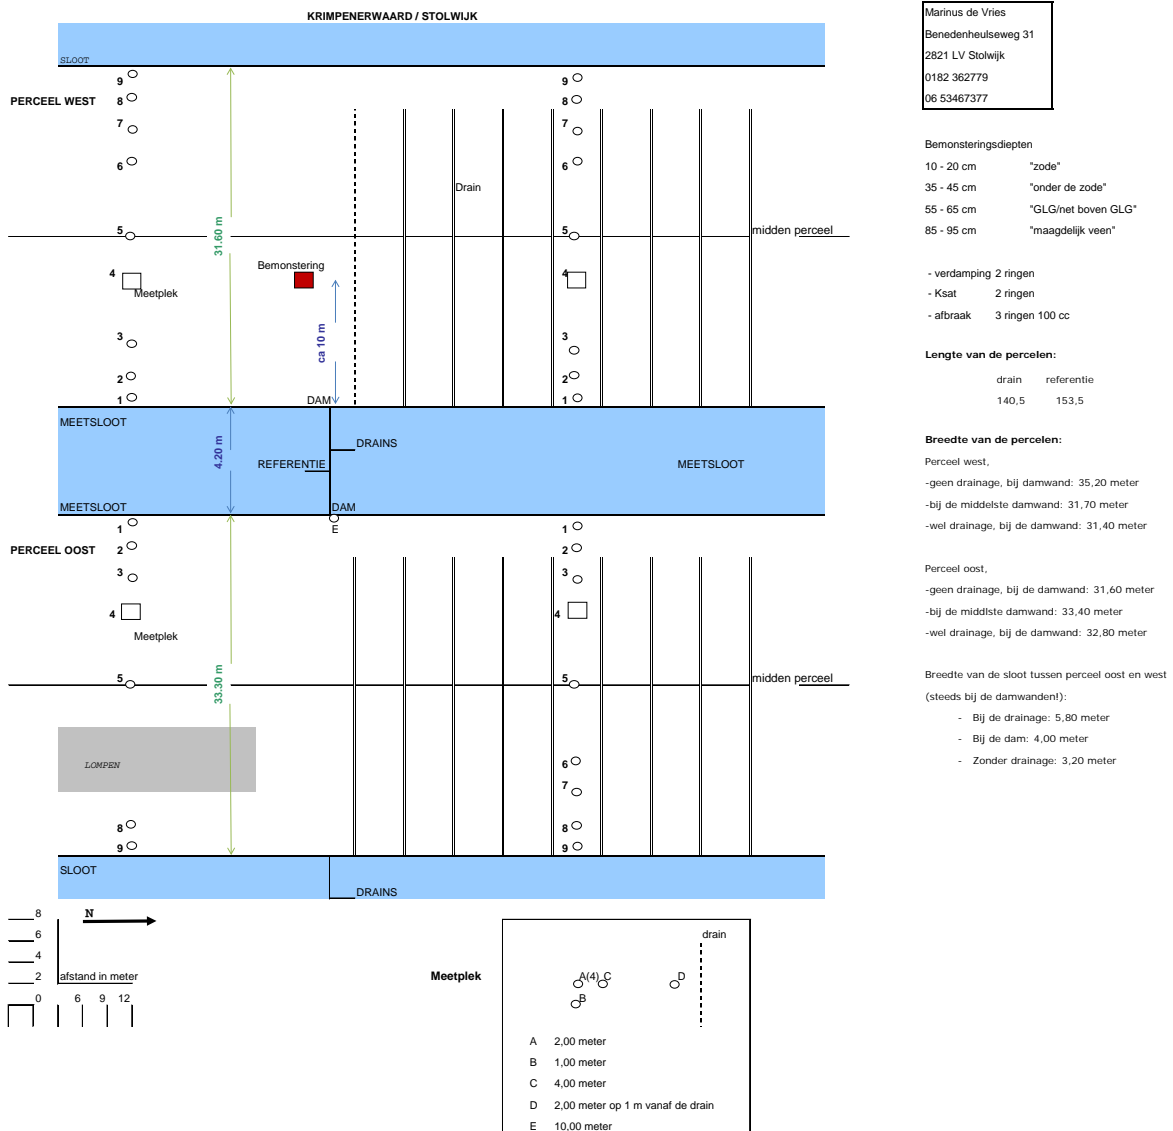 KRIMPENERWAARD / STOLWIJK
SLOOT
9
9
PERCEEL WEST
8
8
7
7
6
6
Drain
31.60 m
5
5
midden perceel
Bemonstering
4
4
Meetplek
ca 10 m
3
3
2
2
1
DAM
1
MEETSLOOT
4.20 m
DRAINS
REFERENTIE
MEETSLOOT
MEETSLOOT
DAM
1
E
1
PERCEEL OOST
2
2
3
3
4
4
Meetplek
5
33.30 m
5
midden perceel
LOMPEN
6
7
8
8
9
9
SLOOT
DRAINS
8
N
6
4
2
afstand in meter
0
6
9
12
Meetplek
drain
A(4)
C
D
B
A 2,00 meter
B 1,00 meter
C 4,00 meter
D 2,00 meter op 1 m vanaf de drain
E 10,00 meter
Marinus de Vries
Benedenheulseweg 31
2821 LV Stolwijk
0182 362779
06 53467377
Bemonsteringsdiepten
10 - 20 cm "zode"
35 - 45 cm "onder de zode"
55 - 65 cm "GLG/net boven GLG"
85 - 95 cm "maagdelijk veen"
- verdamping 2 ringen
- Ksat 2 ringen
- afbraak 3 ringen 100 cc
Lengte van de percelen:
drain referentie
140,5 153,5
Breedte van de percelen:
Perceel west,
-geen drainage, bij damwand: 35,20 meter
-bij de middelste damwand: 31,70 meter
-wel drainage, bij de damwand: 31,40 meter
Perceel oost,
-geen drainage, bij de damwand: 31,60 meter
-bij de middlste damwand: 33,40 meter
-wel drainage, bij de damwand: 32,80 meter
Breedte van de sloot tussen perceel oost en west
(steeds bij de damwanden!):
- Bij de drainage: 5,80 meter
- Bij de dam: 4,00 meter
- Zonder drainage: 3,20 meter